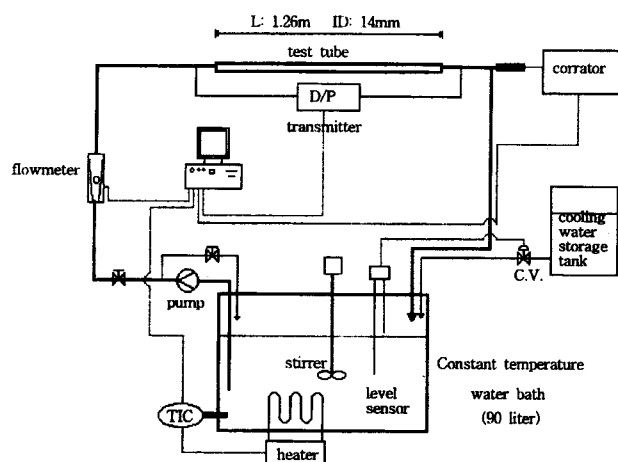 L: 1.26m ID: 14mm
test tube
D/P
transmitter
corrator
flowmeter
cooling
water
storage
tank
C.V.
pump
stirrer
level
sensor
Constant temperature
water bath
(90 liter)
TIC
heater